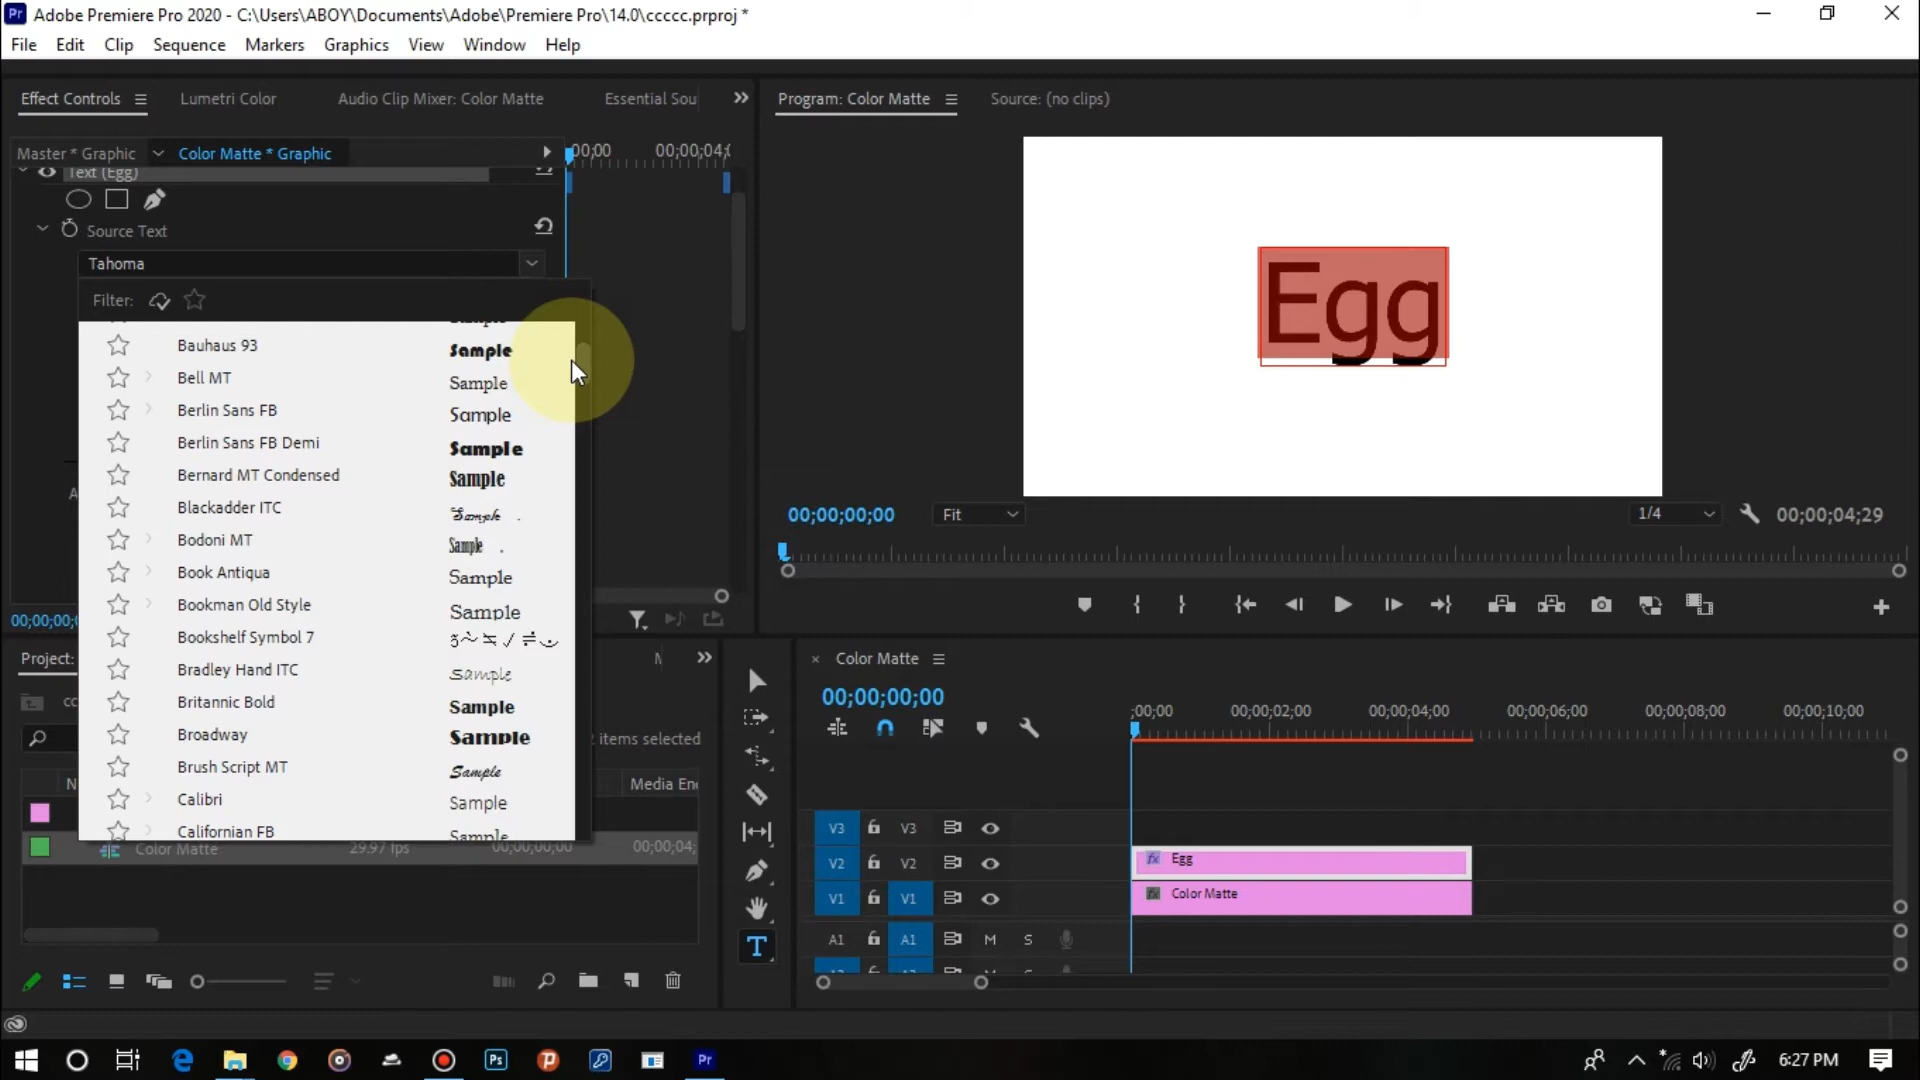 Pr Adobe Premiere Pro 2020 - C:\Users\ABOY\Documents\Adobe\Premiere Pro\14.0\ccccc.prproj *
File Edit Clip Sequence Markers Graphics View Window Help
Effect Controls Lumetri Color Audio Clip Mixer: Color Matte Essential Sou
Program: Color Matte Source: (no clips)
Master * Graphic Color Matte * Graphic
00;00 00;00;04;
Text (Egg)
Source Text
Tahoma
Filter:
Bauhaus 93 Sample
Bell MT Sample
Berlin Sans FB Sample
Berlin Sans FB Demi Sample
Bernard MT Condensed Sample
Blackadder ITC Sample
Bodoni MT Sample
Book Antiqua Sample
Bookman Old Style Sample
Bookshelf Symbol 7
Bradley Hand ITC Sample
Britannic Bold Sample
Broadway Sample
Brush Script MT Sample
Calibri Sample
Californian FB Sample
Egg
00;00;00;00 Fit 1/4 00;00;04;29
00;00;00;
Project:
cc
2 items selected
N Media En
Color Matte 29.97 fps 00;00;00;00 00;00;04;
× Color Matte
00;00;00;00
;00;00 00;00;02;00 00;00;04;00 00;00;06;00 00;00;08;00 00;00;10;00
V3 V3
V2 V2 fx Egg
V1 V1 fx Color Matte
A1 A1 M S
T
Ps Pr 6:27 PM